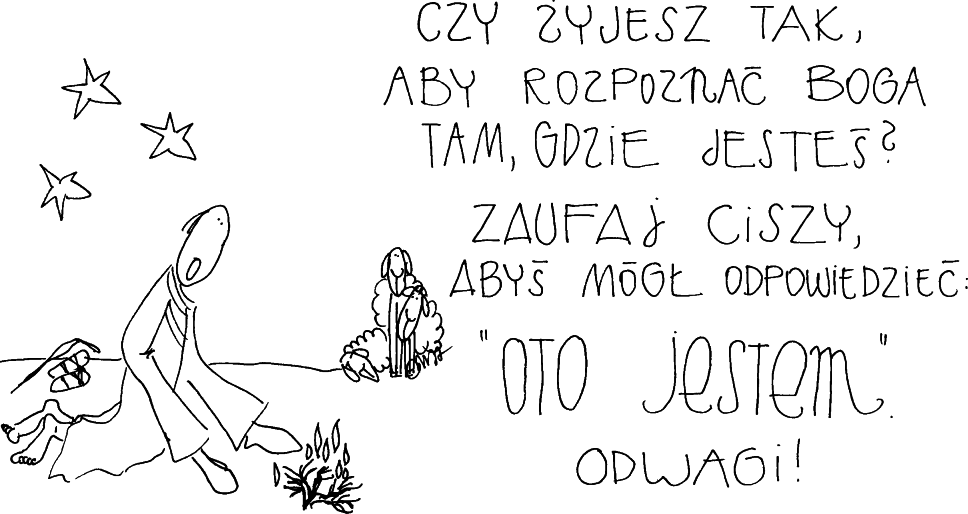 CZY ŻYJESZ TAK,
ABY ROZPOZNAĆ BOGA
TAM, GDZIE JESTEŚ?
ZAUFAJ CISZY,
ABYŚ MÓGŁ ODPOWIEDZIEĆ:
"OTO JESTEM".
ODWAGI!